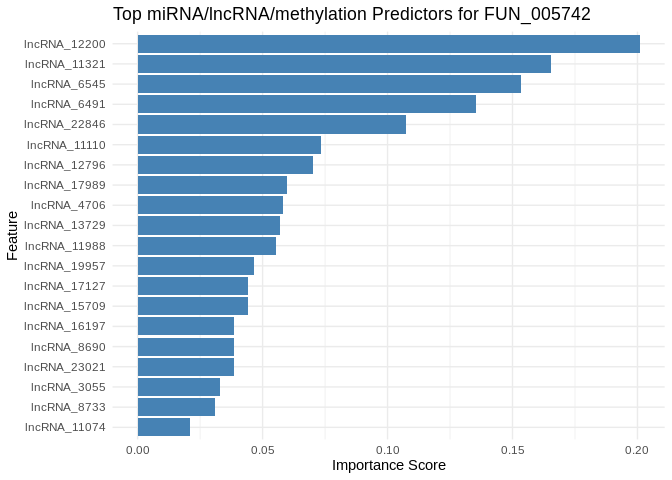 Top miRNA/lncRNA/methylation Predictors for FUN_005742
Feature
lncRNA_12200
lncRNA_11321
lncRNA_6545
lncRNA_6491
lncRNA_22846
lncRNA_11110
lncRNA_12796
lncRNA_17989
lncRNA_4706
lncRNA_13729
lncRNA_11988
lncRNA_19957
lncRNA_17127
lncRNA_15709
lncRNA_16197
lncRNA_8690
lncRNA_23021
lncRNA_3055
lncRNA_8733
lncRNA_11074
0.00 0.05 0.10 0.15 0.20
Importance Score